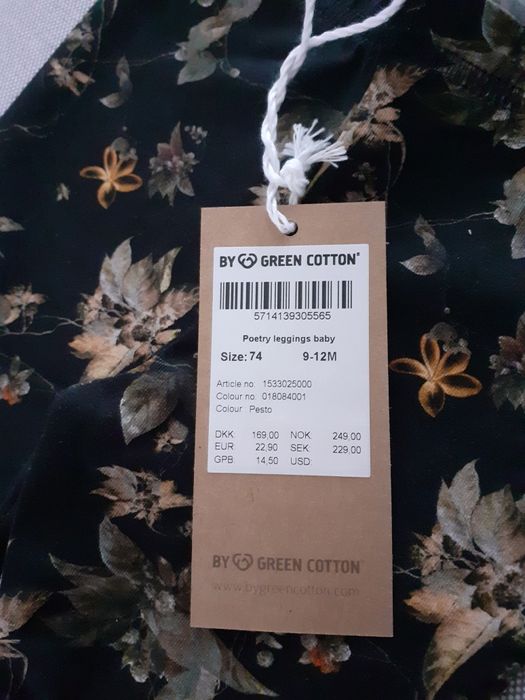 BY GREEN COTTON®
5714139305565
Poetry leggings baby
Size: 74 9-12M
Article no. 1533025000
Colour no. 018084001
Colour Pesto
DKK: 169,00 NOK: 249,00
EUR: 22,90 SEK: 229,00
GPB: 14,50 USD:
BY GREEN COTTON
www.bygreencotton.com